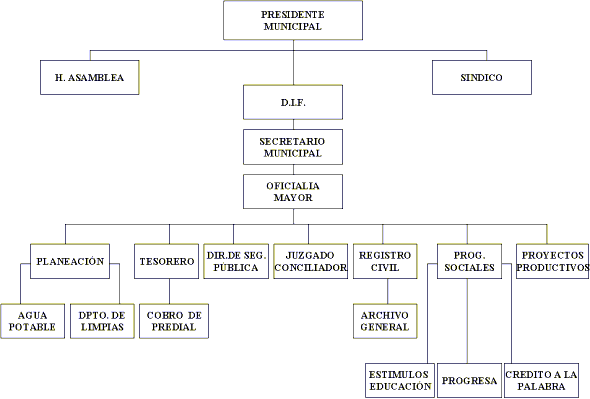 PRESIDENTE
MUNICIPAL
H. ASAMBLEA
SINDICO
D.I.F.
SECRETARIO
MUNICIPAL
OFICIALIA
MAYOR
PLANEACIÓN
TESORERO
DIR.DE SEG.
PUBLICA
JUZGADO
CONCILIADOR
REGISTRO
CIVIL
PROG.
SOCIALES
PROYECTOS
PRODUCTIVOS
AGUA
POTABLE
DPTO. DE
LIMPIAS
COBRO DE
PREDIAL
ARCHIVO
GENERAL
ESTIMULOS
EDUCACIÓN
PROGRESA
CREDITO A LA
PALABRA